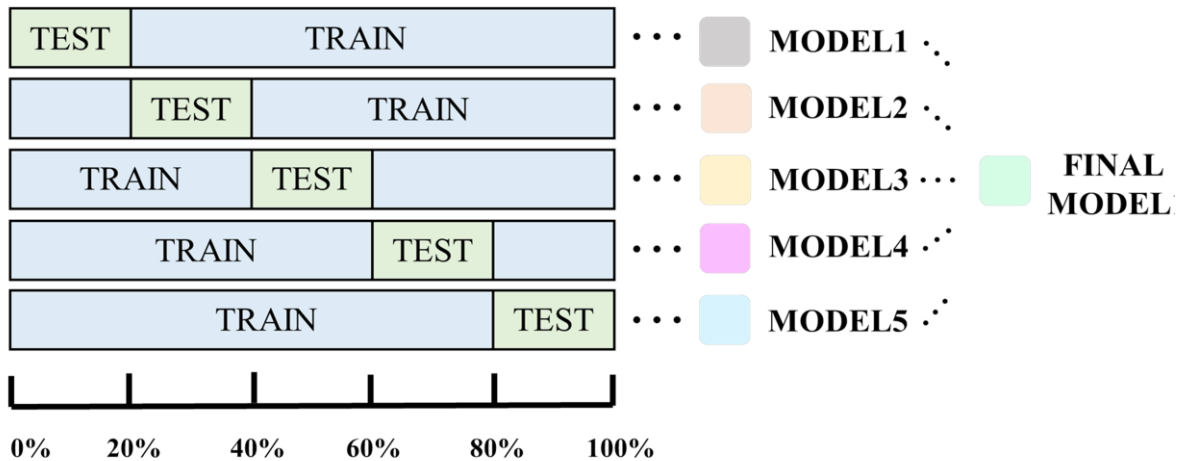 TEST TRAIN MODEL1
TEST TRAIN MODEL2
TRAIN TEST MODEL3
FINAL
MODEL
TRAIN TEST MODEL4
TRAIN TEST MODEL5
0% 20% 40% 60% 80% 100%